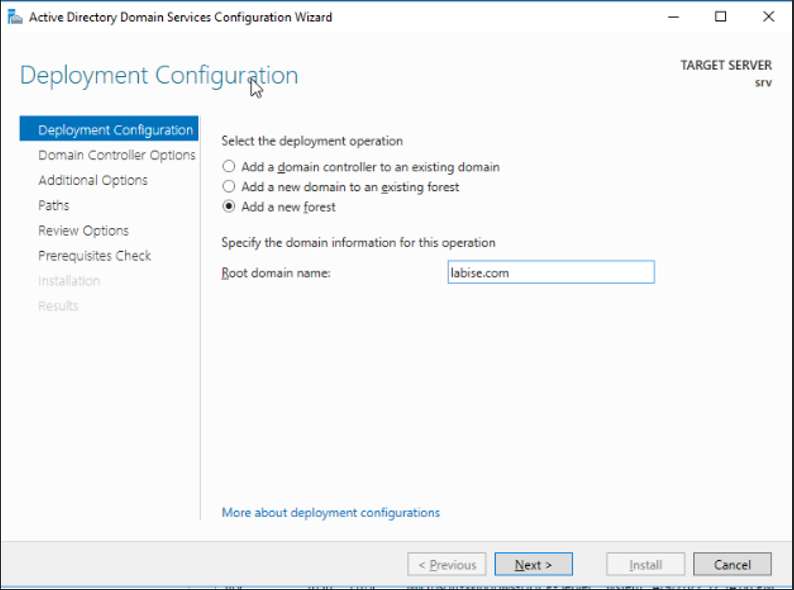 Active Directory Domain Services Configuration Wizard
Deployment Configuration
TARGET SERVER
srv
Deployment Configuration
Domain Controller Options
Additional Options
Paths
Review Options
Prerequisites Check
Installation
Results
Select the deployment operation
Add a domain controller to an existing domain
Add a new domain to an existing forest
Add a new forest
Specify the domain information for this operation
Root domain name:
labise.com
More about deployment configurations
< Previous
Next >
Install
Cancel